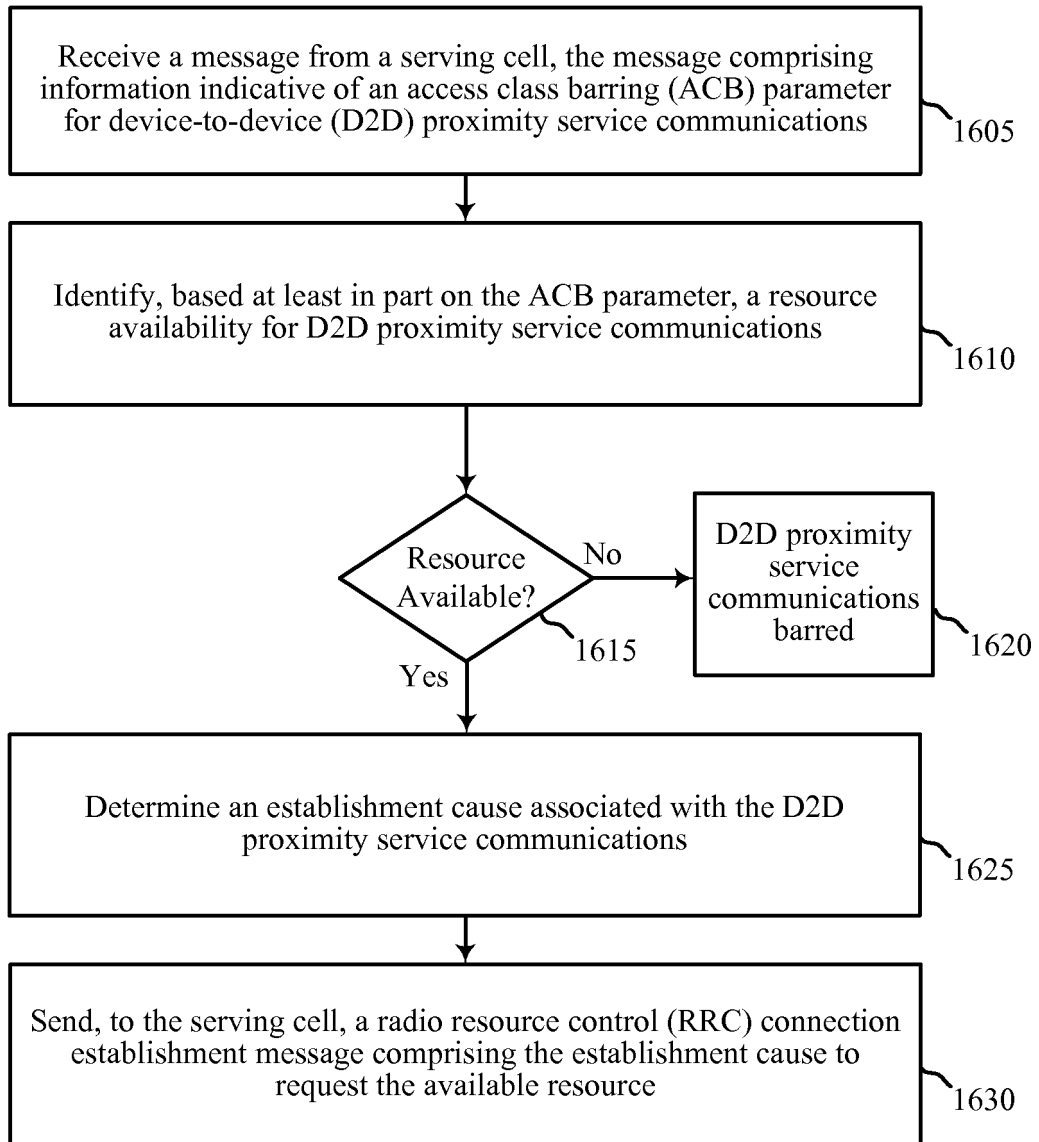 Receive a message from a serving cell, the message comprising
information indicative of an access class barring (ACB) parameter
for device-to-device (D2D) proximity service communications
1605
Identify, based at least in part on the ACB parameter, a resource
availability for D2D proximity service communications
1610
Resource
Available?
No
1615
Yes
D2D proximity
service
communications
barred
1620
Determine an establishment cause associated with the D2D
proximity service communications
1625
Send, to the serving cell, a radio resource control (RRC) connection
establishment message comprising the establishment cause to
request the available resource
1630